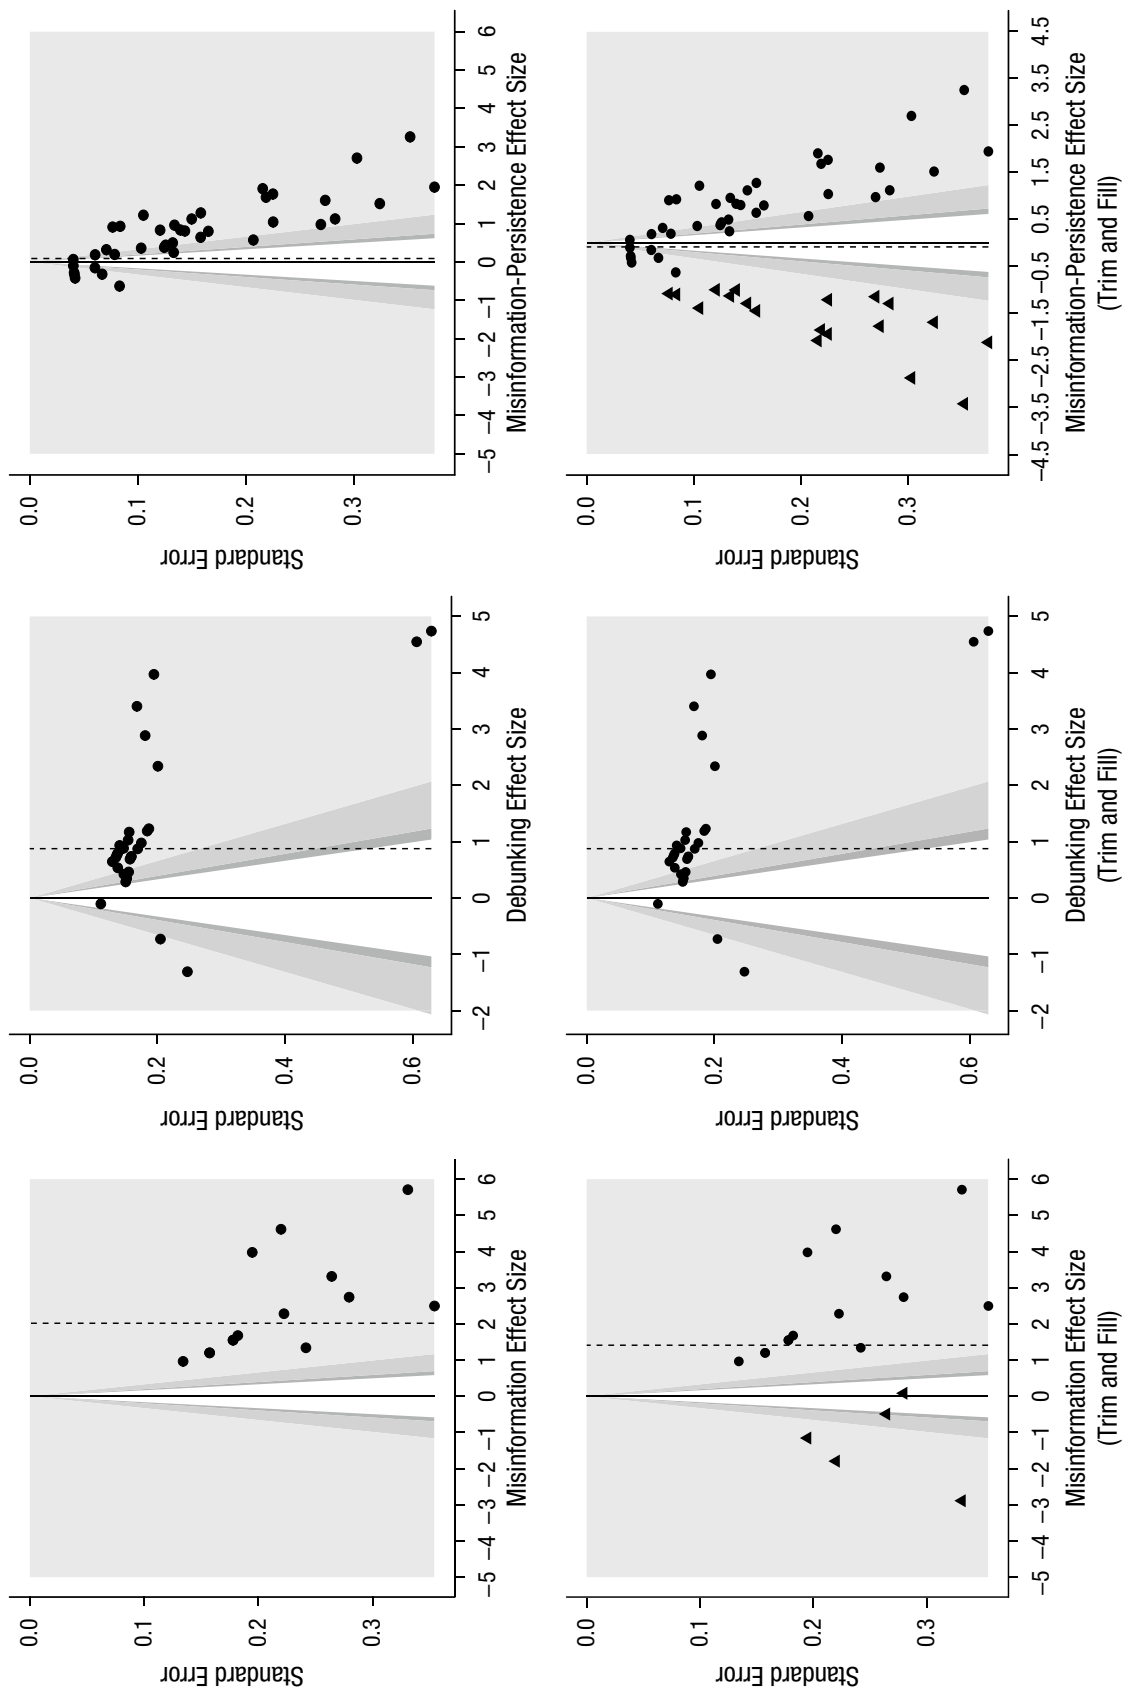 Standard Error
0.0
0.1
0.2
0.3
−5 −4 −3 −2 −1 0 1 2 3 4 5 6
Misinformation Effect Size
Standard Error
0.0
0.2
0.4
0.6
−2 −1 0 1 2 3 4 5
Debunking Effect Size
Standard Error
0.0
0.1
0.2
0.3
−5 −4 −3 −2 −1 0 1 2 3 4 5 6
Misinformation-Persistence Effect Size
Standard Error
0.0
0.1
0.2
0.3
−5 −4 −3 −2 −1 0 1 2 3 4 5 6
Misinformation Effect Size
(Trim and Fill)
Standard Error
0.0
0.2
0.4
0.6
−2 −1 0 1 2 3 4 5
Debunking Effect Size
(Trim and Fill)
Standard Error
0.0
0.1
0.2
0.3
−4.5 −3.5 −2.5 −1.5 −0.5 0.5 1.5 2.5 3.5 4.5
Misinformation-Persistence Effect Size
(Trim and Fill)